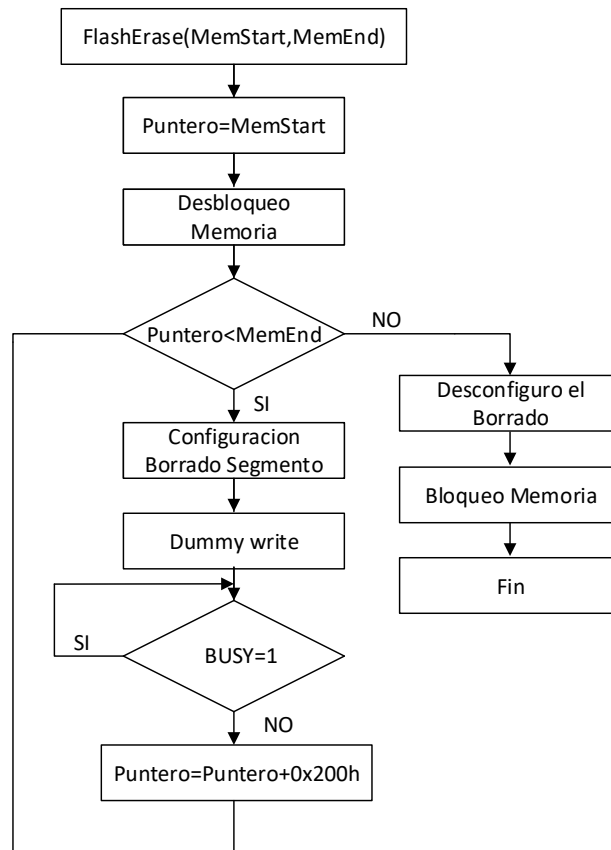 FlashErase(MemStart,MemEnd)
Puntero=MemStart
Desbloqueo
Memoria
Puntero<MemEnd
NO
SI
Desconfiguro el
Borrado
Configuracion
Borrado Segmento
Bloqueo Memoria
Dummy write
Fin
SI
BUSY=1
NO
Puntero=Puntero+0x200h